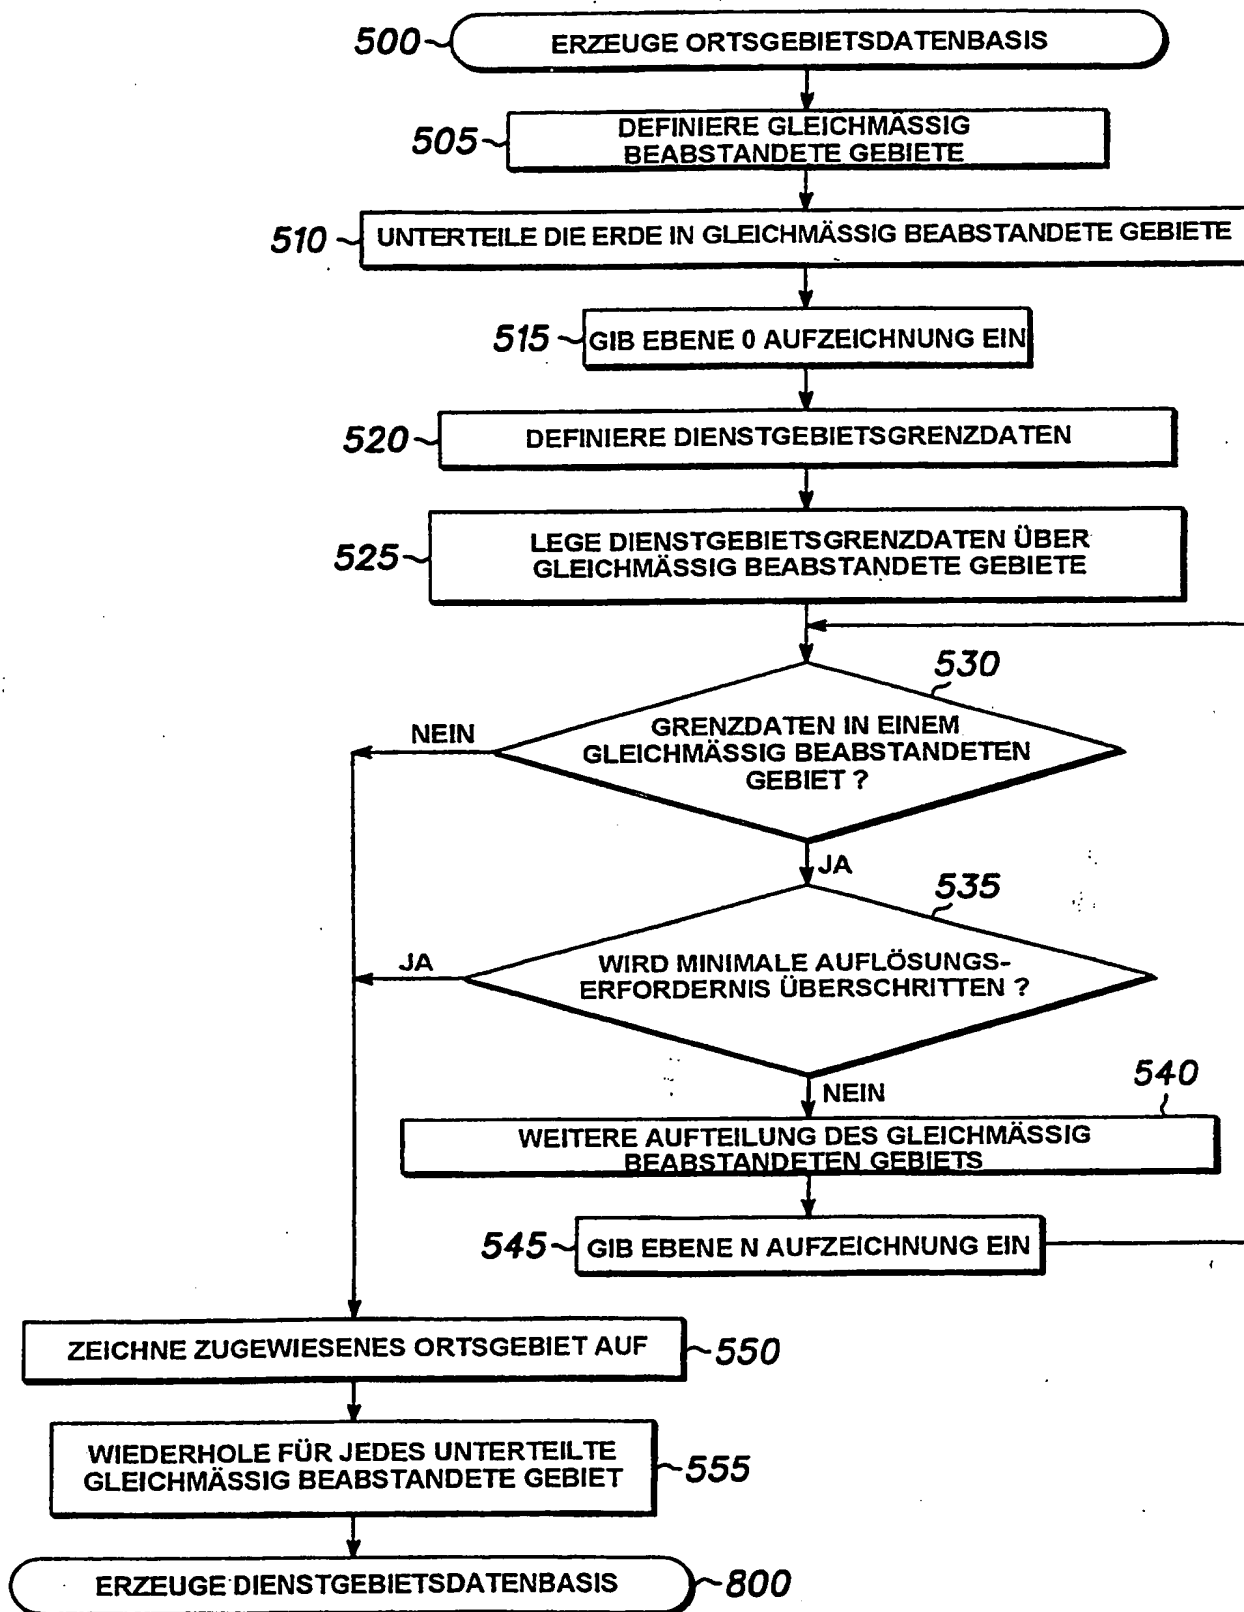 500
ERZEUGE ORTSGEBIETSDATENBASIS
505
DEFINIERE GLEICHMÄSSIG
BEABSTANDETE GEBIETE
510
UNTERTEILE DIE ERDE IN GLEICHMÄSSIG BEABSTANDETE GEBIETE
515
GIB EBENE 0 AUFZEICHNUNG EIN
520
DEFINIERE DIENSTGEBIETSGRENZDATEN
525
LEGE DIENSTGEBIETSGRENZDATEN ÜBER
GLEICHMÄSSIG BEABSTANDETE GEBIETE
530
NEIN
GRENZDATEN IN EINEM
GLEICHMÄSSIG BEABSTANDETEN
GEBIET ?
JA
535
JA
WIRD MINIMALE AUFLÖSUNGS-
ERFORDERNIS ÜBERSCHRITTEN ?
NEIN
540
WEITERE AUFTEILUNG DES GLEICHMÄSSIG
BEABSTANDETEN GEBIETS
545
GIB EBENE N AUFZEICHNUNG EIN
ZEICHNE ZUGEWIESENES ORTSGEBIET AUF
550
WIEDERHOLE FÜR JEDES UNTERTEILTE
GLEICHMÄSSIG BEABSTANDETE GEBIET
555
ERZEUGE DIENSTGEBIETSDATENBASIS
800